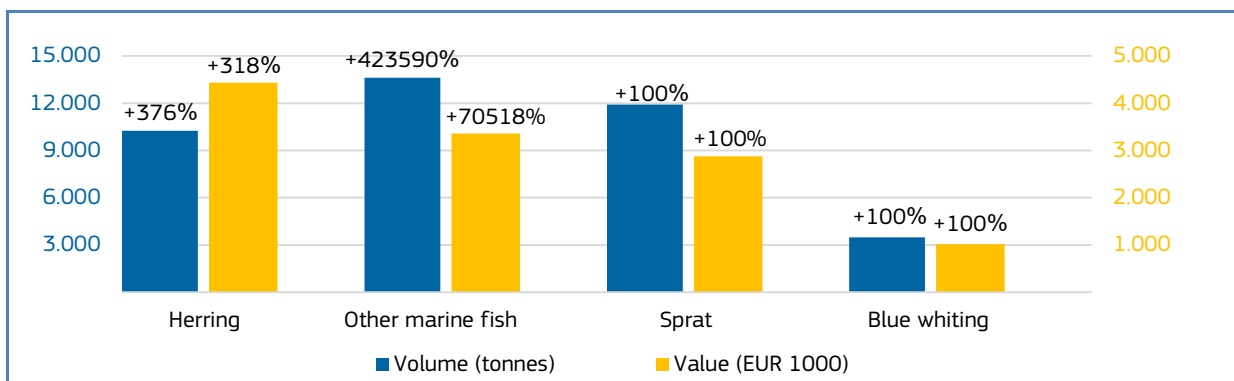 15.000 +423590% 5.000
+318%
12.000 +376% +70518% +100% 4.000
+100%
9.000 3.000
6.000 2.000
3.000 +100% +100% 1.000
Herring Other marine fish Sprat Blue whiting
Volume (tonnes) Value (EUR 1000)